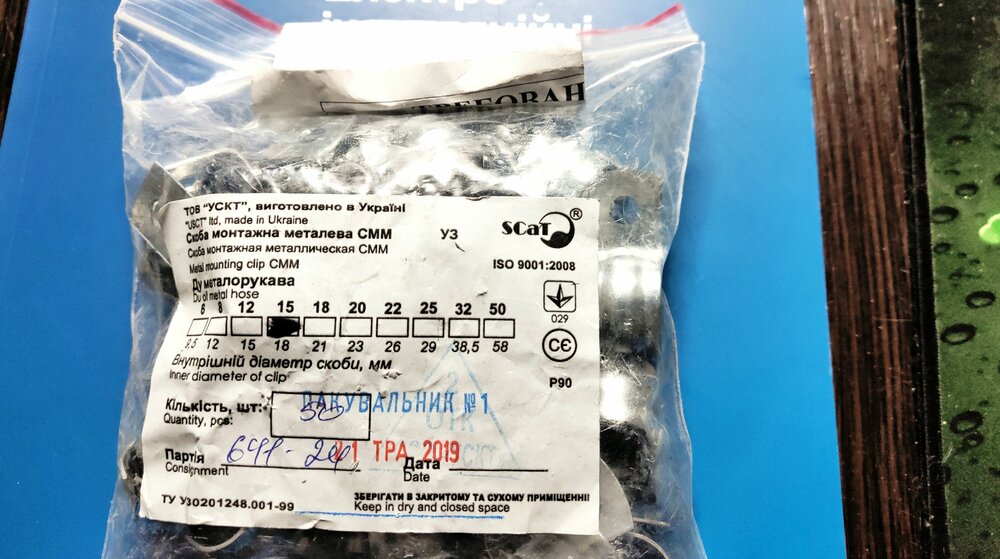 ТОВ "УСКТ", виготовлено в Україні
"USCT" ltd, made in Ukraine
Скоба монтажна металева СММ
УЗ
Скоба монтажная металлическая СММ
Metal mounting clip CMM
SCaT ®
ISO 9001:2008
Ду металорукава
Du of metal hose
6 8 12 15 18 20 22 25 32 50
9,5 12 15 18 21 23 26 29 38,5 58
029
Внутрішній діаметр скоби, мм
Inner diameter of clip
P90
Кількість, шт:
Quantity, pcs:
50
ПАКУВАЛЬНИК №1
2
ОТК
УСКТ
Партія
Consignment
21 ТРА 2019
Дата
Date
ТУ У30201248.001-99
ЗБЕРІГАТИ В ЗАКРИТОМУ ТА СУХОМУ ПРИМІЩЕННІ
Keep in dry and closed space